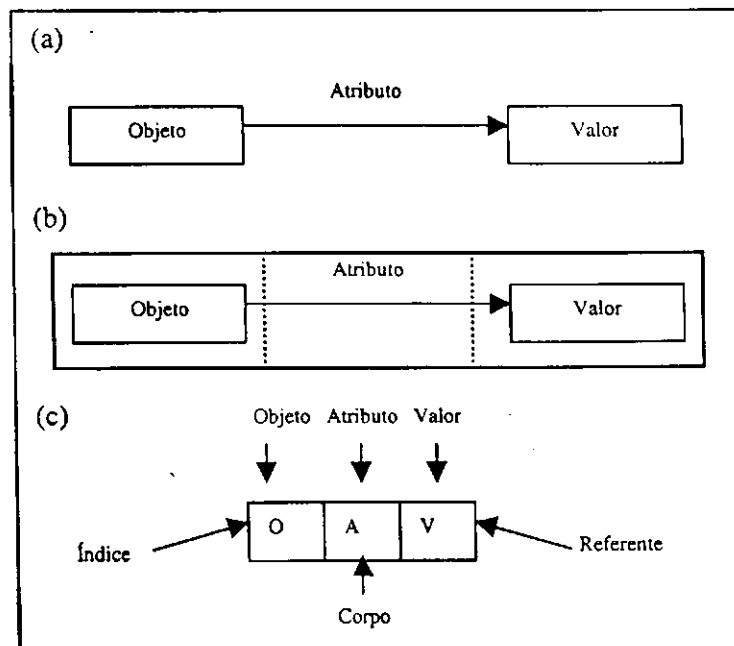 (a)
Atributo
Objeto Valor
(b)
Atributo
Objeto Valor
(c)
Objeto Atributo Valor
O A V
Índice Referente
Corpo